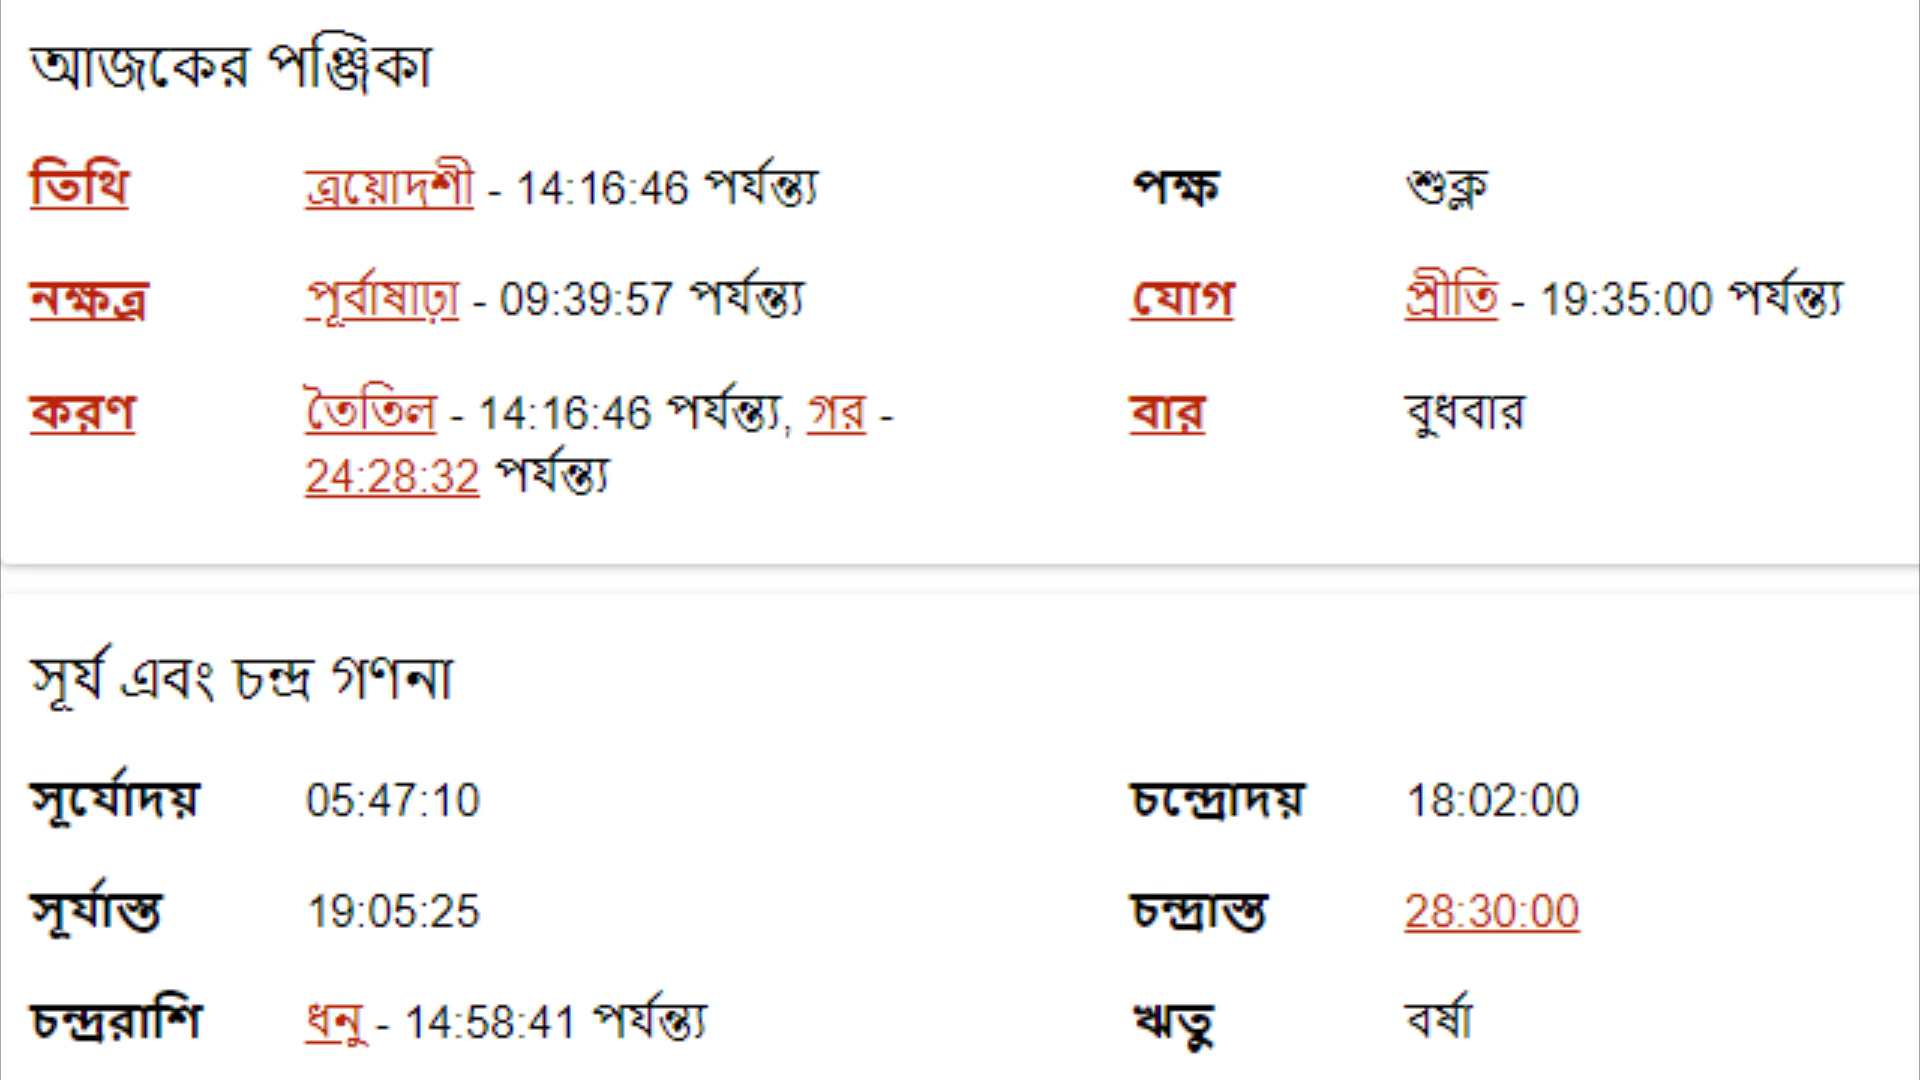 আজকের পঞ্জিকা
তিথি ত্রয়োদশী - 14:16:46 পর্যন্ত্য পক্ষ শুক্ল
নক্ষত্র পূর্বাষাঢ়া - 09:39:57 পর্যন্ত্য যোগ প্রীতি - 19:35:00 পর্যন্ত্য
করণ তৈতিল - 14:16:46 পর্যন্ত্য, গর - বার বুধবার
24:28:32 পর্যন্ত্য
সূর্য এবং চন্দ্র গণনা
সূর্যোদয় 05:47:10 চন্দ্রোদয় 18:02:00
সূর্যাস্ত 19:05:25 চন্দ্রাস্ত 28:30:00
চন্দ্ররাশি ধনু - 14:58:41 পর্যন্ত্য ঋতু বর্ষা